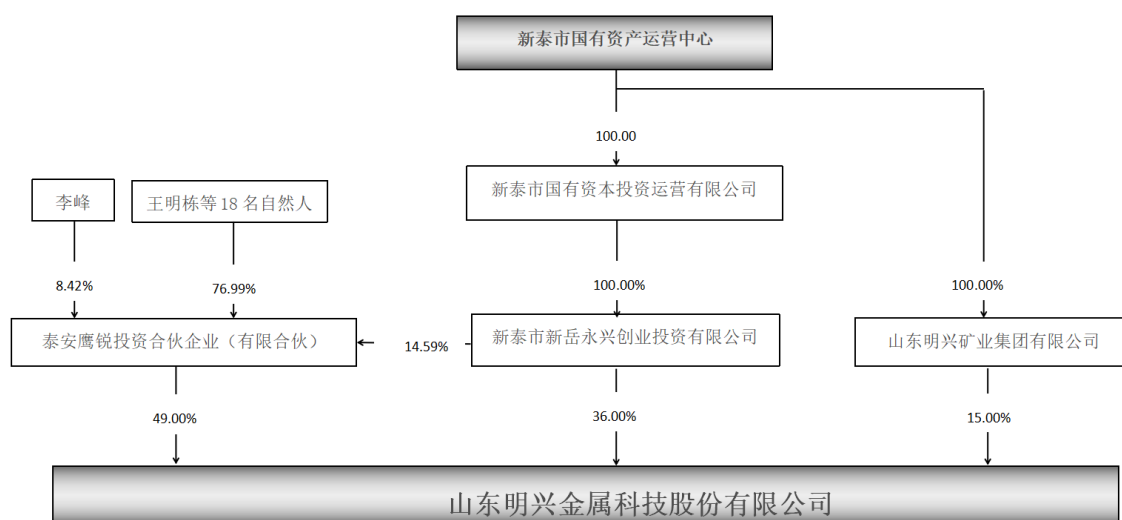 新泰市国有资产运营中心
100.00
新泰市国有资本投资运营有限公司
李峰
王明栋等18名自然人
8.42%
76.99%
100.00%
100.00%
泰安鹰锐投资合伙企业（有限合伙）
14.59%
新泰市新岳永兴创业投资有限公司
山东明兴矿业集团有限公司
49.00%
36.00%
15.00%
山东明兴金属科技股份有限公司